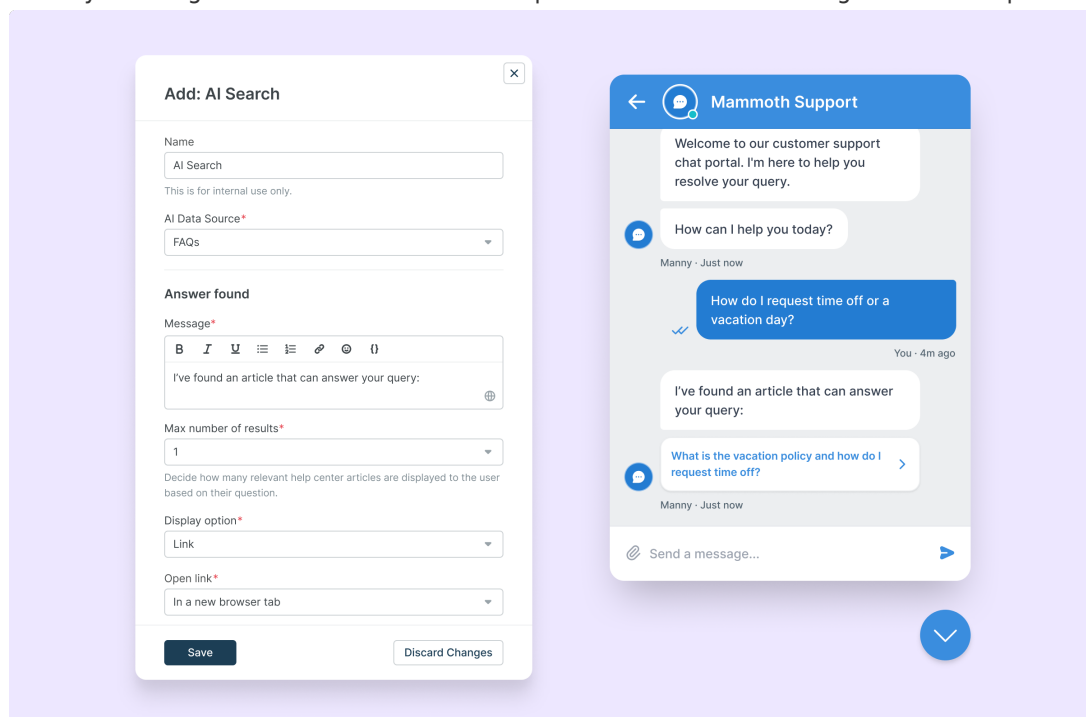 Add: AI Search
Name
AI Search
This is for internal use only.
AI Data Source*
FAQs
Answer found
Message*
B I U {}
I've found an article that can answer your query:
Max number of results*
1
Decide how many relevant help center articles are displayed to the user
based on their question.
Display option*
Link
Open link*
In a new browser tab
Save
Discard Changes
Mammoth Support
Welcome to our customer support
chat portal. I'm here to help you
resolve your query.
How can I help you today?
Manny · Just now
How do I request time off or a
vacation day?
You · 4m ago
I've found an article that can answer
your query:
What is the vacation policy and how do I
request time off?
Manny · Just now
Send a message...